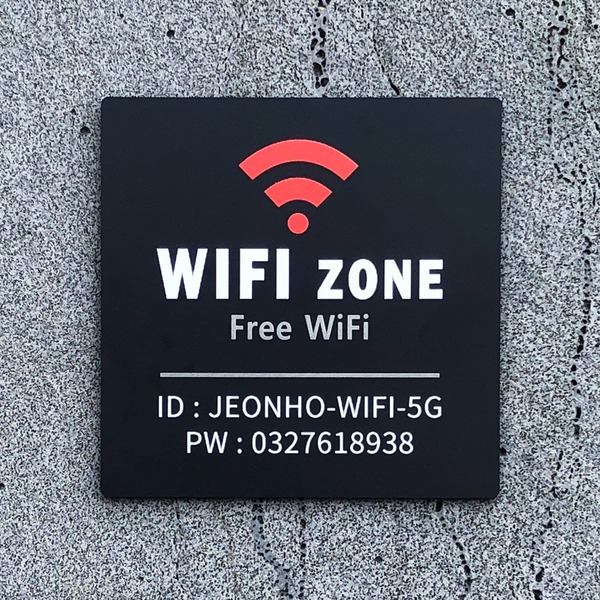 WIFI ZONE
Free WiFi
ID : JEONHO-WIFI-5G
PW : 0327618938